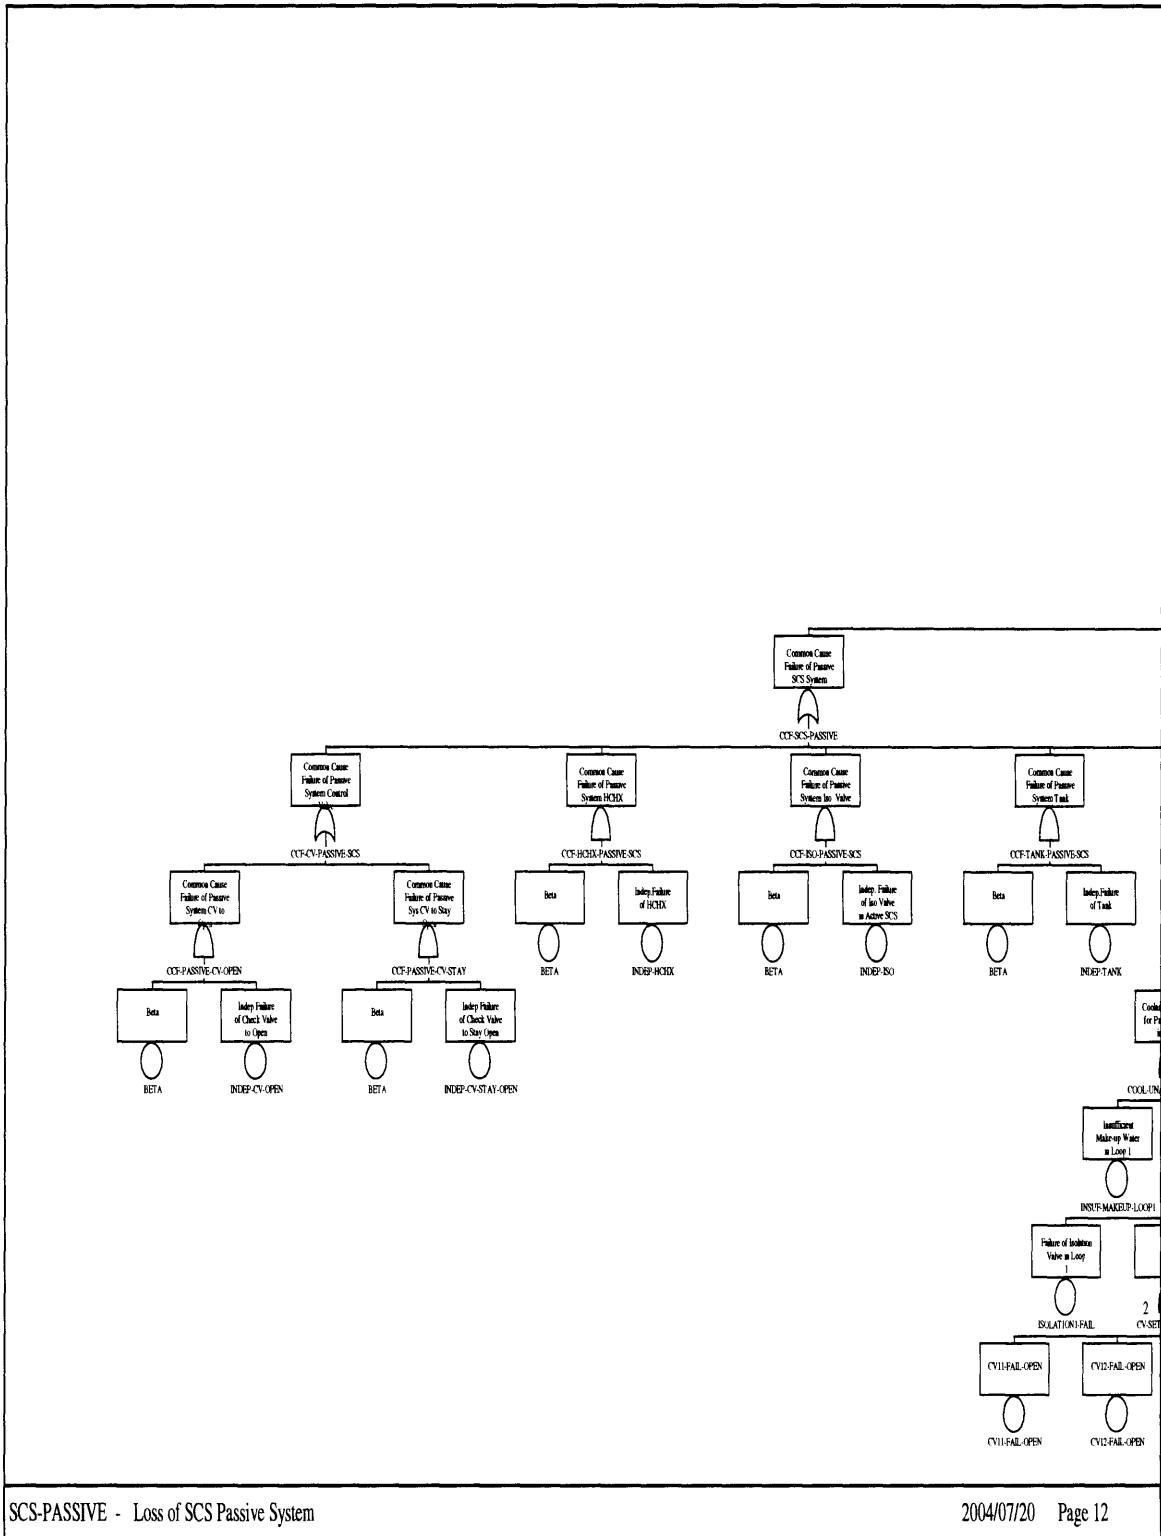 Common Cause
Failure of Passive
SCS System
CCF-SCS-PASSIVE
Common Cause
Failure of Passive
System Control
CCF-CV-PASSIVE-SCS
Common Cause
Failure of Passive
System HCHX
CCF-HCHX-PASSIVE-SCS
Common Cause
Failure of Passive
System Iso Valve
CCF-ISO-PASSIVE-SCS
Common Cause
Failure of Passive
System Tank
CCF-TANK-PASSIVE-SCS
Common Cause
Failure of Passive
System CV to
CCF-PASSIVE-CV-OPEN
Common Cause
Failure of Passive
Sys CV to Stay
CCF-PASSIVE-CV-STAY
Beta
BETA
Indep.Failure
of HCHX
INDEP-HCHX
Beta
BETA
Indep. Failure
of Iso Valve
in Active SCS
INDEP-ISO
Beta
BETA
Indep.Failure
of Tank
INDEP-TANK
Beta
BETA
Indep Failure
of Check Valve
to Open
INDEP-CV-OPEN
Beta
BETA
Indep Failure
of Check Valve
to Stay Open
INDEP-CV-STAY-OPEN
for Pa
COOL-UNA
Insufficient
Make-up Water
in Loop 1
INSUF-MAKEUP-LOOP1
Failure of Isolation
Valve in Loop
1
ISOLATION1-FAIL
2
CV-SET
CV11-FAIL-OPEN
CV11-FAIL-OPEN
CV12-FAIL-OPEN
CV12-FAIL-OPEN
SCS-PASSIVE - Loss of SCS Passive System
2004/07/20 Page 12